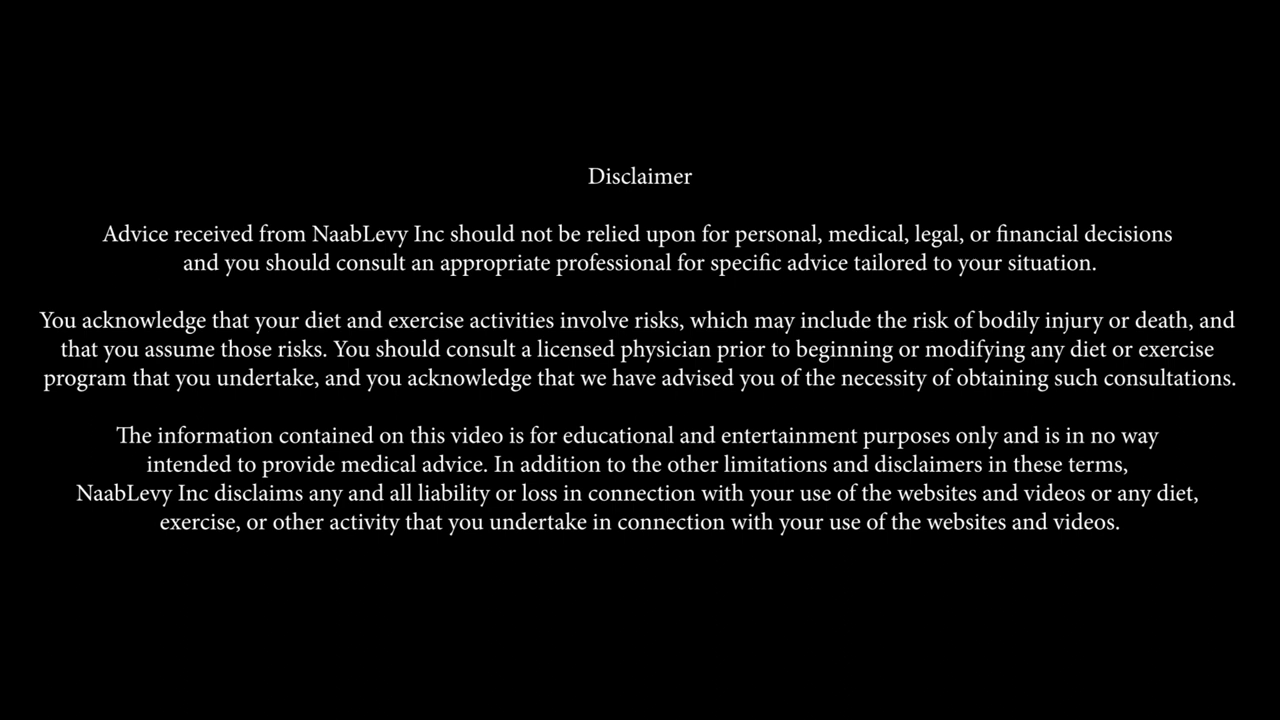 Disclaimer
Advice received from NaabLevy Inc should not be relied upon for personal, medical, legal, or financial decisions
and you should consult an appropriate professional for specific advice tailored to your situation.
You acknowledge that your diet and exercise activities involve risks, which may include the risk of bodily injury or death, and
that you assume those risks. You should consult a licensed physician prior to beginning or modifying any diet or exercise
program that you undertake, and you acknowledge that we have advised you of the necessity of obtaining such consultations.
The information contained on this video is for educational and entertainment purposes only and is in no way
intended to provide medical advice. In addition to the other limitations and disclaimers in these terms,
NaabLevy Inc disclaims any and all liability or loss in connection with your use of the websites and videos or any diet,
exercise, or other activity that you undertake in connection with your use of the websites and videos.